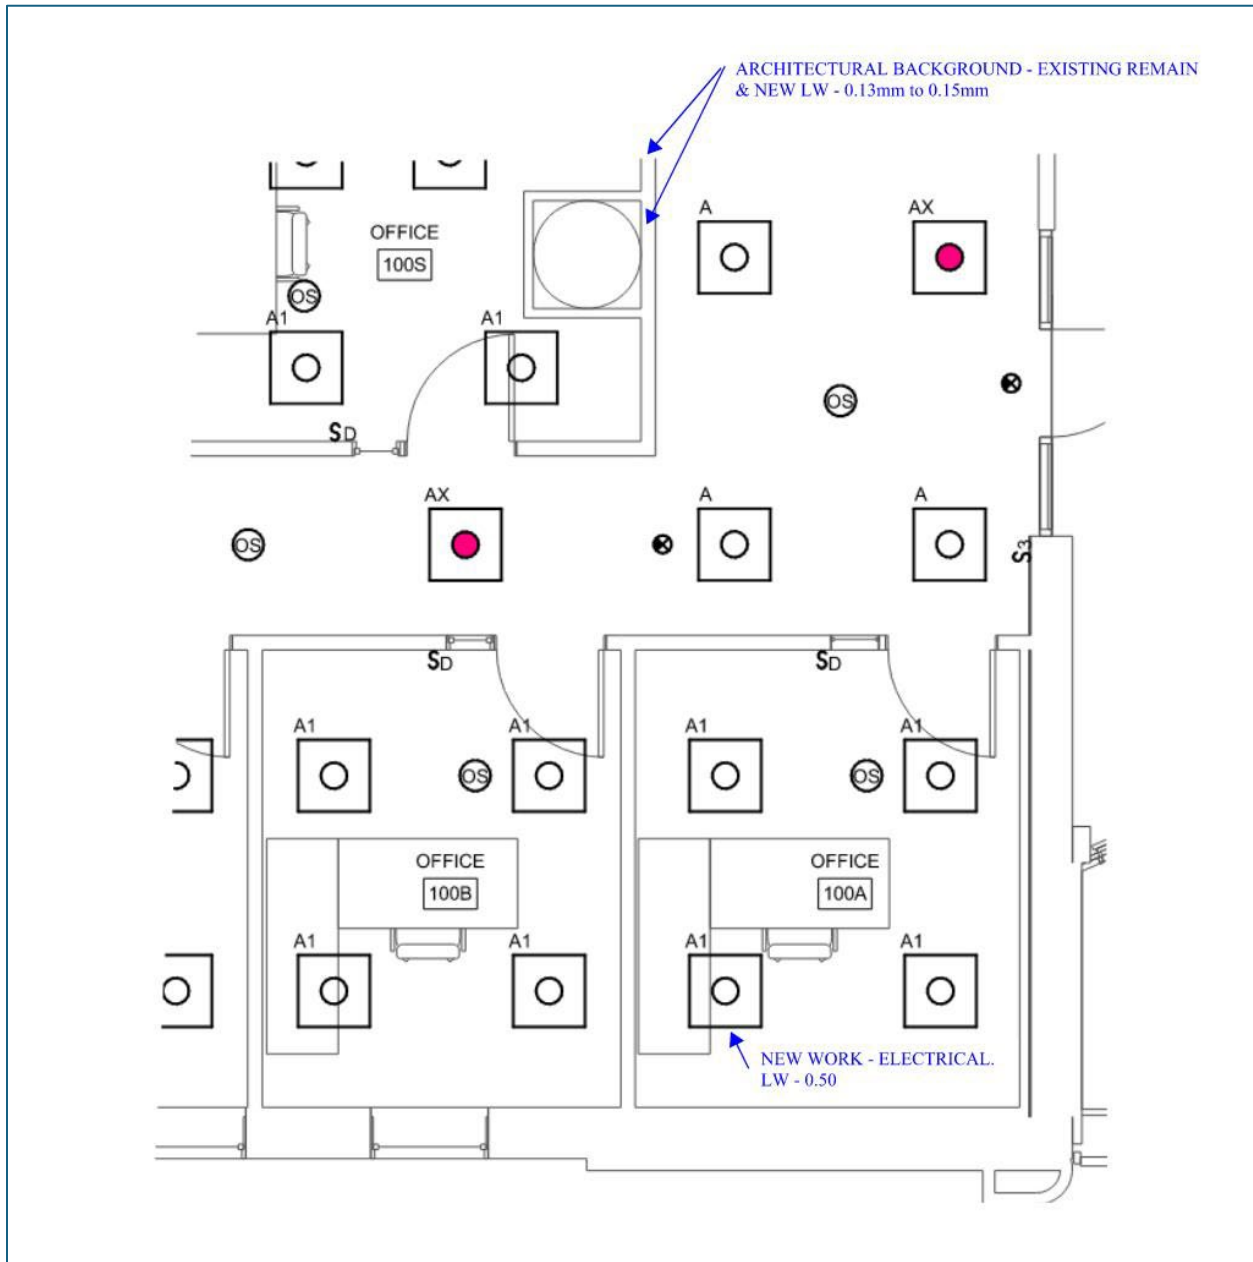 ARCHITECTURAL BACKGROUND - EXISTING REMAIN
& NEW LW - 0.13mm to 0.15mm
A
AX
OFFICE
100S
OS
A1
A1
OS
SD
AX
A
A
OS
S3
SD
SD
A1
A1
A1
A1
OS
OS
OFFICE
100B
OFFICE
100A
A1
A1
A1
A1
NEW WORK - ELECTRICAL.
LW - 0.50